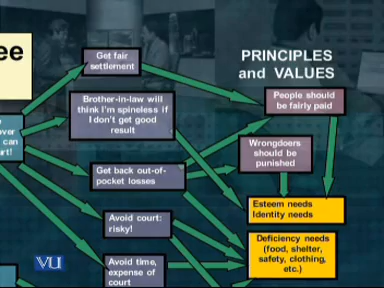 ee
PRINCIPLES
and VALUES
Get fair
settlement
Brother-in-law will
think I'm spineless if
I don't get good
result
People should
be fairly paid
over
can
Wrongdoers
should be
punished
Get back out-of-
pocket losses
Esteem needs
Identity needs
Avoid court:
risky!
Deficiency needs
(food, shelter,
safety, clothing,
etc.)
Avoid time,
expense of
court
VU